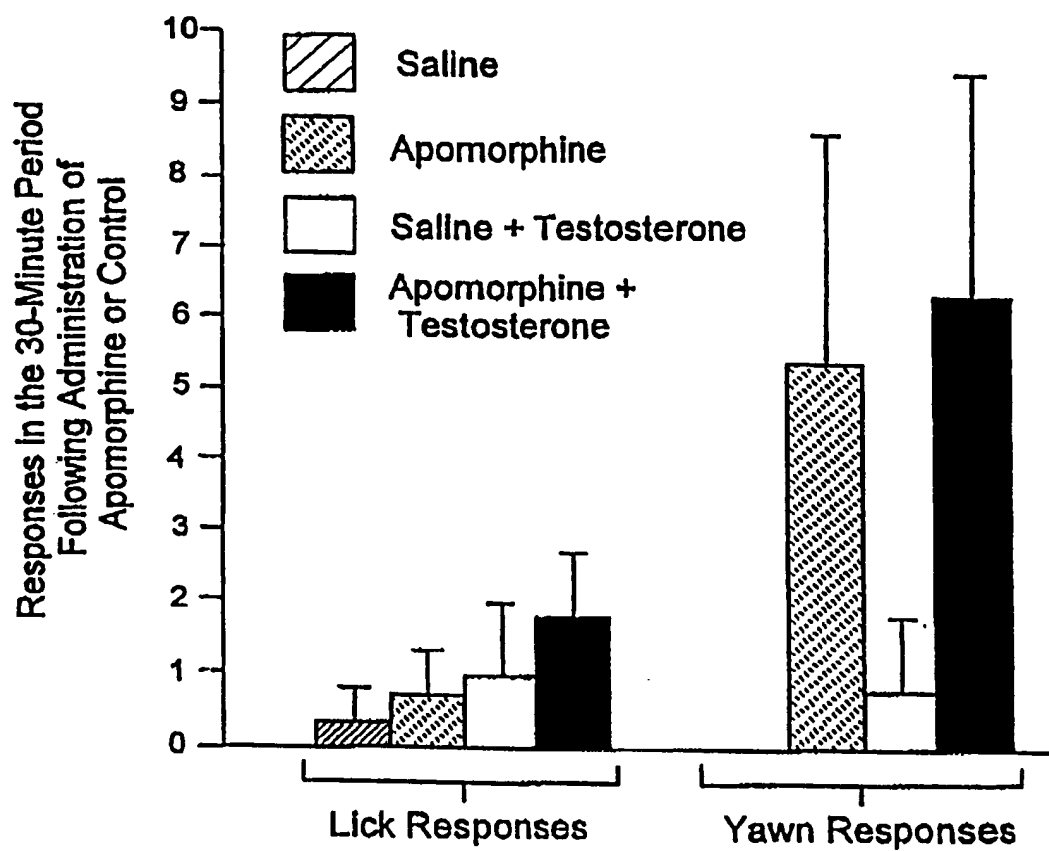 Responses in the 30-Minute Period
Following Administration of
Apomorphine or Control
10
9
8
7
6
5
4
3
2
1
0
Saline
Apomorphine
Saline + Testosterone
Apomorphine +
Testosterone
Lick Responses
Yawn Responses